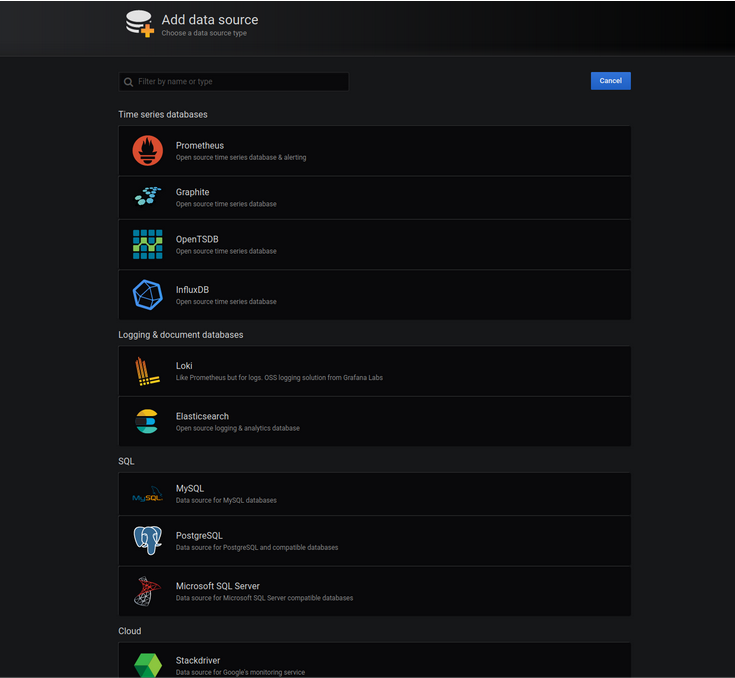 Add data source
Choose a data source type
Filter by name or type
Cancel
Time series databases
Prometheus
Open source time series database & alerting
Graphite
Open source time series database
OpenTSDB
Open source time series database
InfluxDB
Open source time series database
Logging & document databases
Loki
Like Prometheus but for logs. OSS logging solution from Grafana Labs
Elasticsearch
Open source logging & analytics database
SQL
MySQL
MySQL
Data source for MySQL databases
PostgreSQL
Data source for PostgreSQL and compatible databases
Microsoft SQL Server
Data source for Microsoft SQL Server compatible databases
Cloud
Stackdriver
Data source for Google's monitoring service